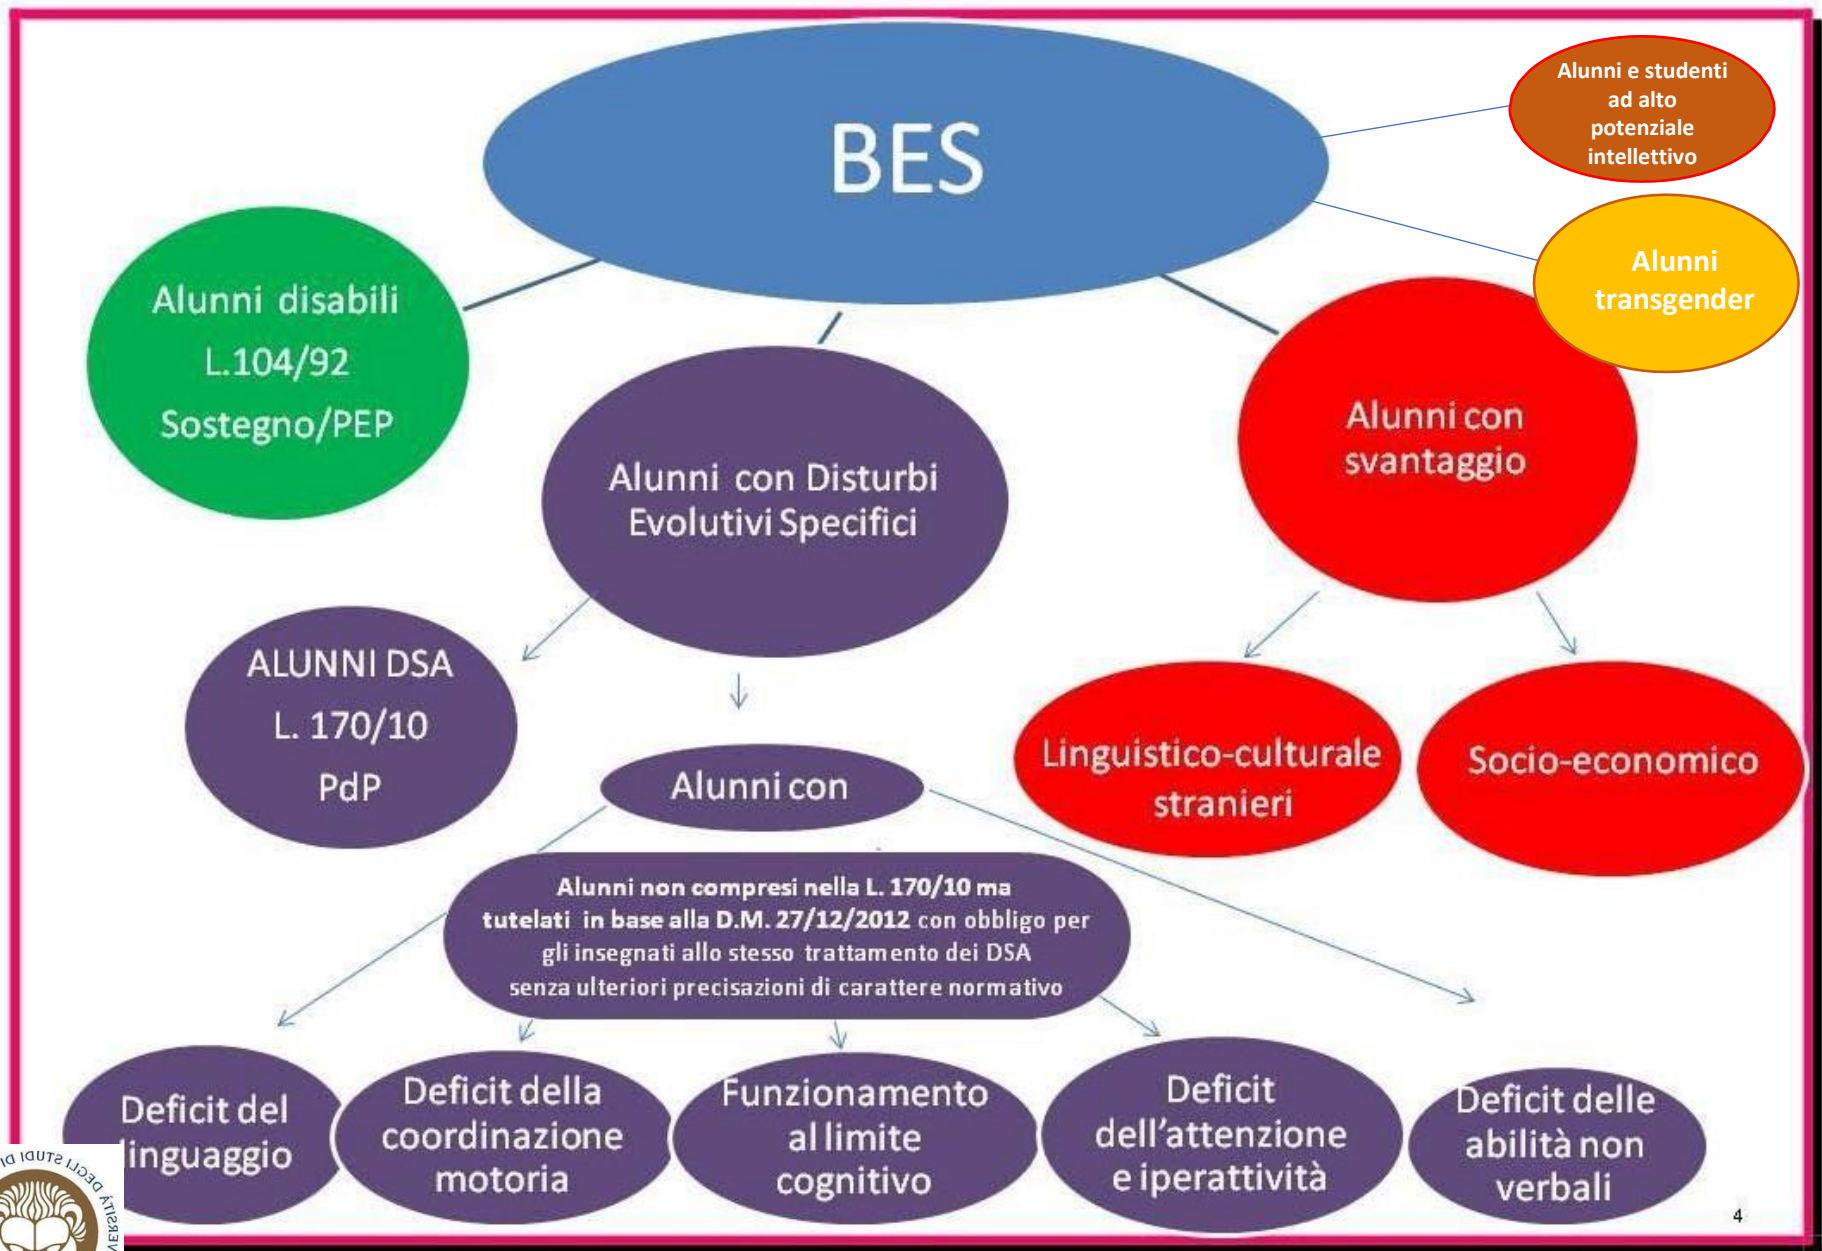 BES
Alunni e studenti
ad alto
potenziale
intellettivo
Alunni
transgender
Alunni disabili
L.104/92
Sostegno/PEP
Alunni con Disturbi
Evolutivi Specifici
Alunni con
svantaggio
ALUNNI DSA
L. 170/10
PdP
Alunni con
Linguistico-culturale
stranieri
Socio-economico
Alunni non compresi nella L. 170/10 ma
tutelati in base alla D.M. 27/12/2012 con obbligo per
gli insegnati allo stesso trattamento dei DSA
senza ulteriori precisazioni di carattere normativo
Deficit del
linguaggio
Deficit della
coordinazione
motoria
Funzionamento
al limite
cognitivo
Deficit
dell'attenzione
e iperattività
Deficit delle
abilità non
verbali
DEGLI STUDI DI
4